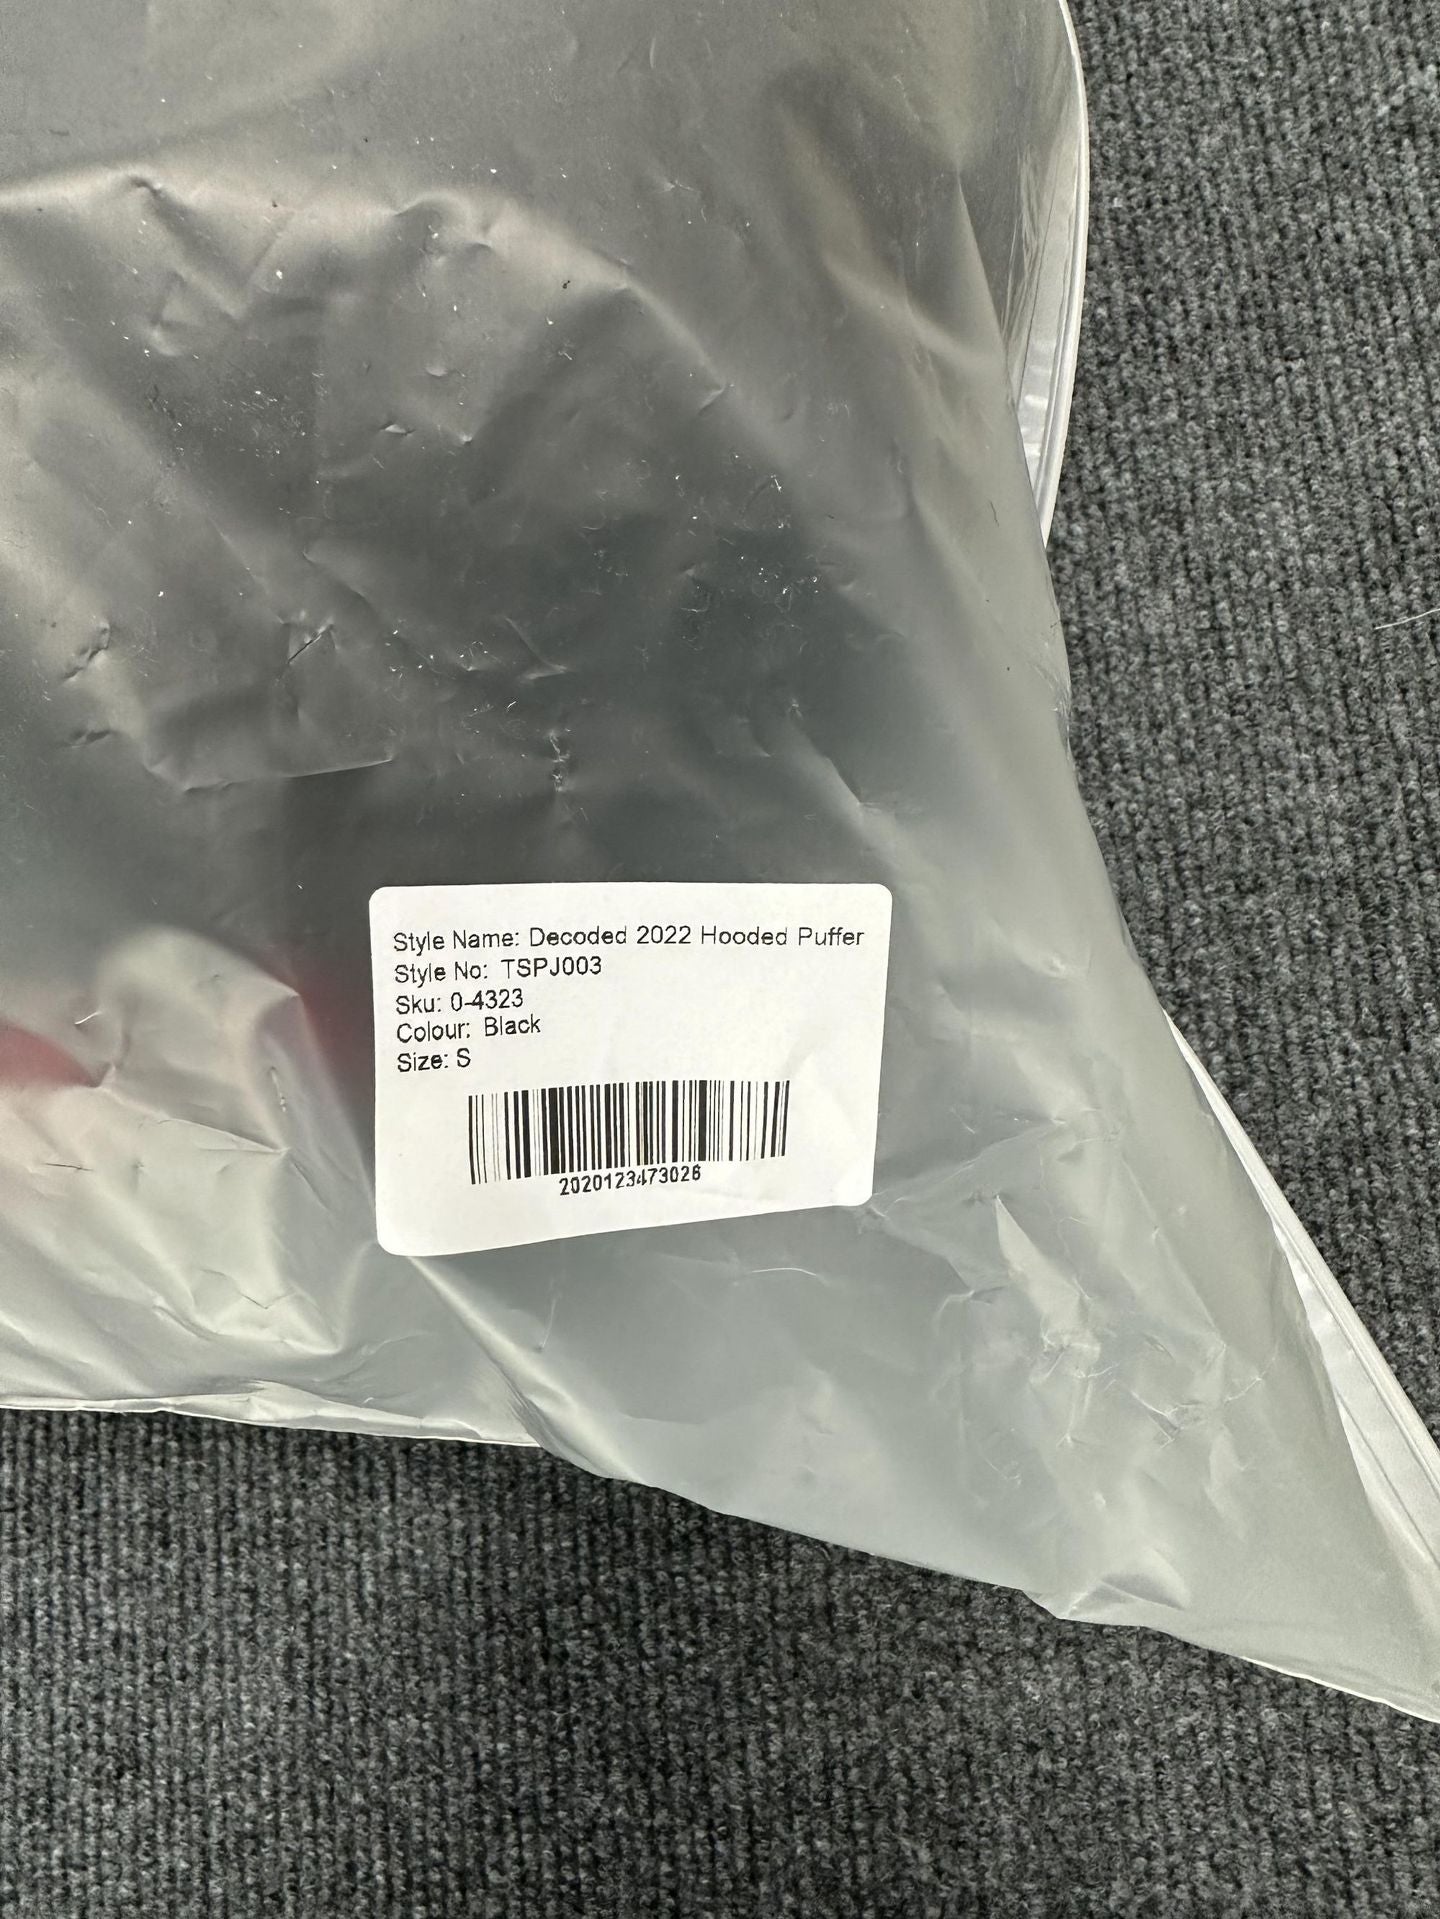 Style Name: Decoded 2022 Hooded Puffer
Style No: TSPJ003
Sku: 0-4323
Colour: Black
Size: S
2020123473026